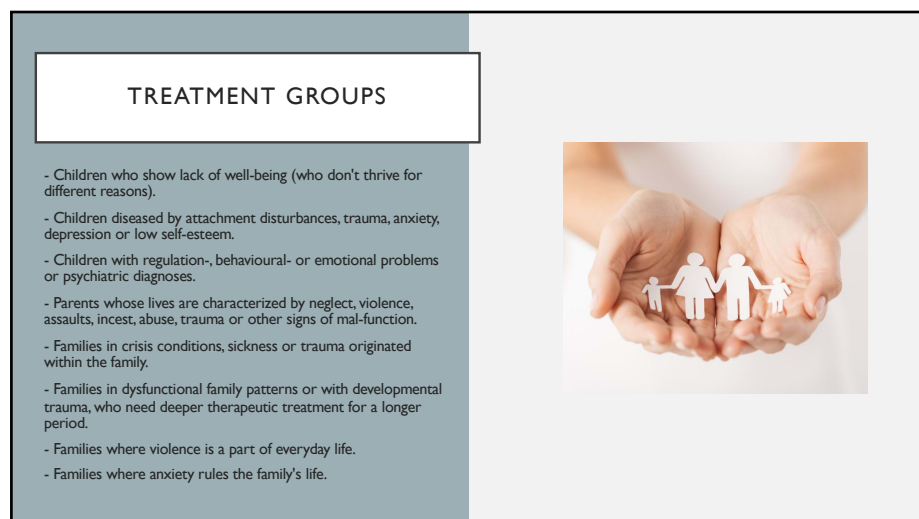 TREATMENT GROUPS
- Children who show lack of well-being (who don't thrive for
different reasons).
- Children diseased by attachment disturbances, trauma, anxiety,
depression or low self-esteem.
- Children with regulation-, behavioural- or emotional problems
or psychiatric diagnoses.
- Parents whose lives are characterized by neglect, violence,
assaults, incest, abuse, trauma or other signs of mal-function.
- Families in crisis conditions, sickness or trauma originated
within the family.
- Families in dysfunctional family patterns or with developmental
trauma, who need deeper therapeutic treatment for a longer
period.
- Families where violence is a part of everyday life.
- Families where anxiety rules the family's life.